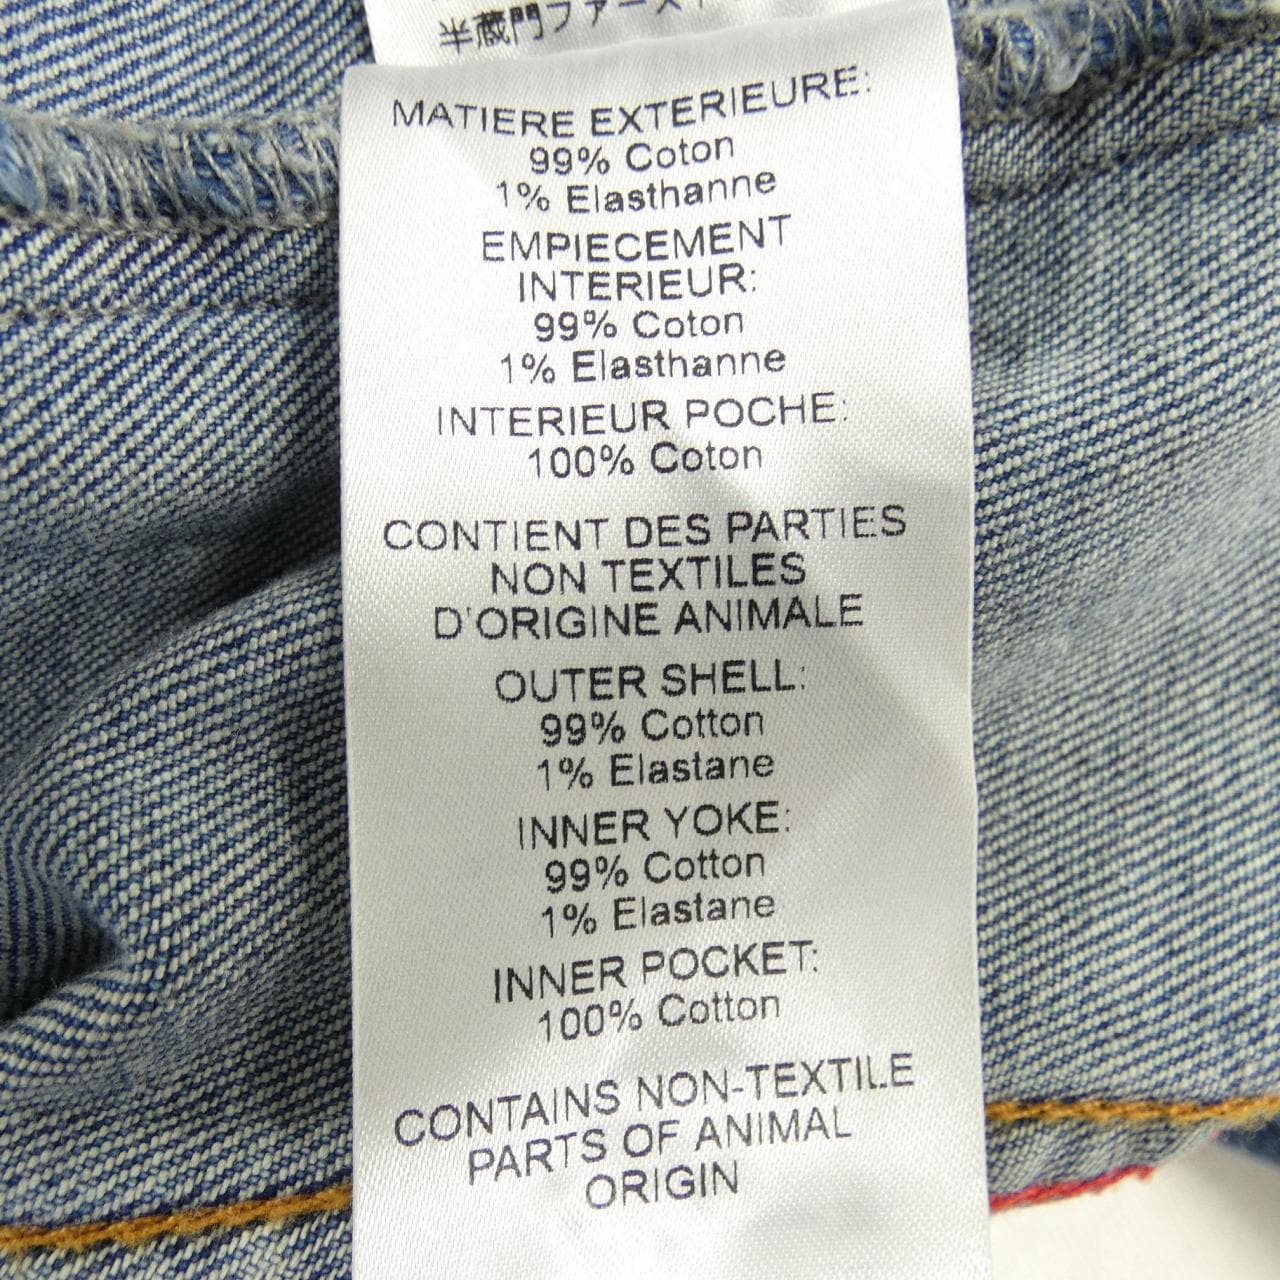 半蔵門ファースト
MATIERE EXTERIEURE:
99% Coton
1% Elasthanne
EMPIECEMENT
INTERIEUR:
99% Coton
1% Elasthanne
INTERIEUR POCHE:
100% Coton
CONTIENT DES PARTIES
NON TEXTILES
D'ORIGINE ANIMALE
OUTER SHELL:
99% Cotton
1% Elastane
INNER YOKE:
99% Cotton
1% Elastane
INNER POCKET:
100% Cotton
CONTAINS NON-TEXTILE
PARTS OF ANIMAL
ORIGIN